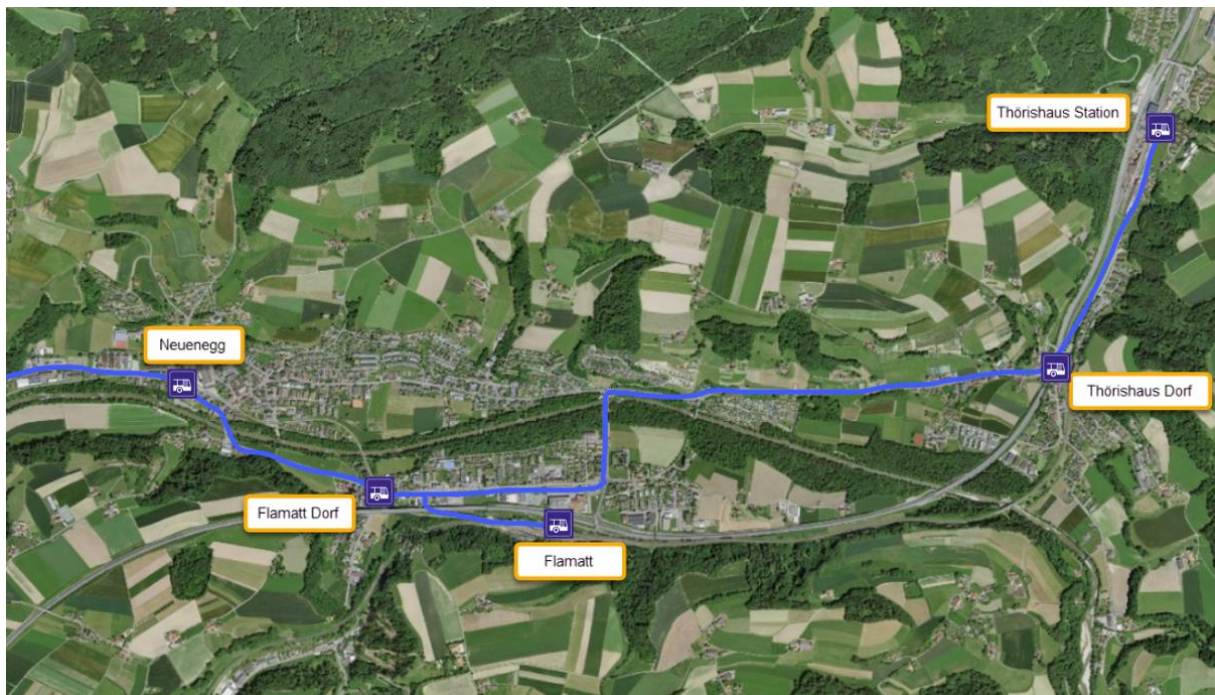 Thörishaus Station
Neuenegg
Thörishaus Dorf
Flamatt Dorf
Flamatt